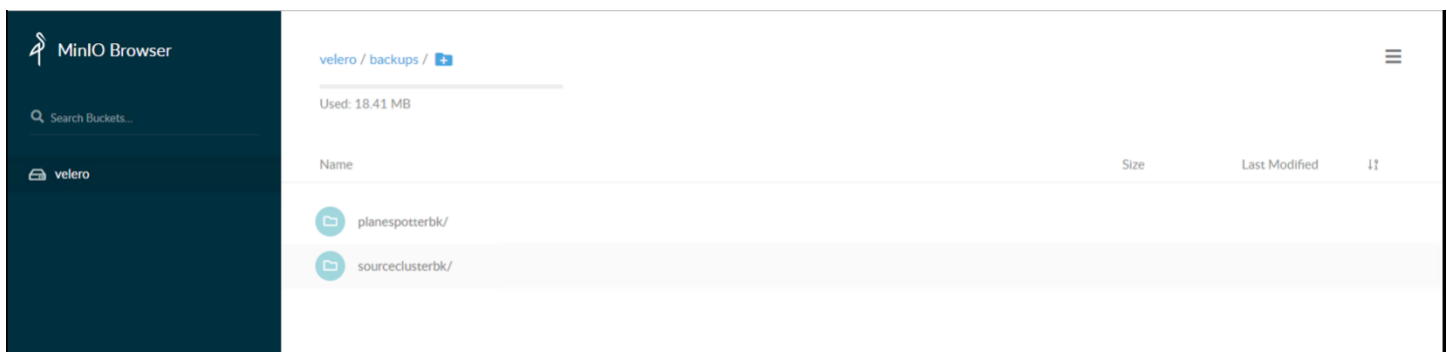 MinIO Browser
Search Buckets...
velero
velero / backups /
Used: 18.41 MB
Name Size Last Modified
planespotterbk/
sourceclusterbk/